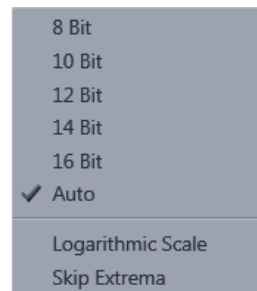 8 Bit
10 Bit
12 Bit
14 Bit
16 Bit
Auto
Logarithmic Scale
Skip Extrema